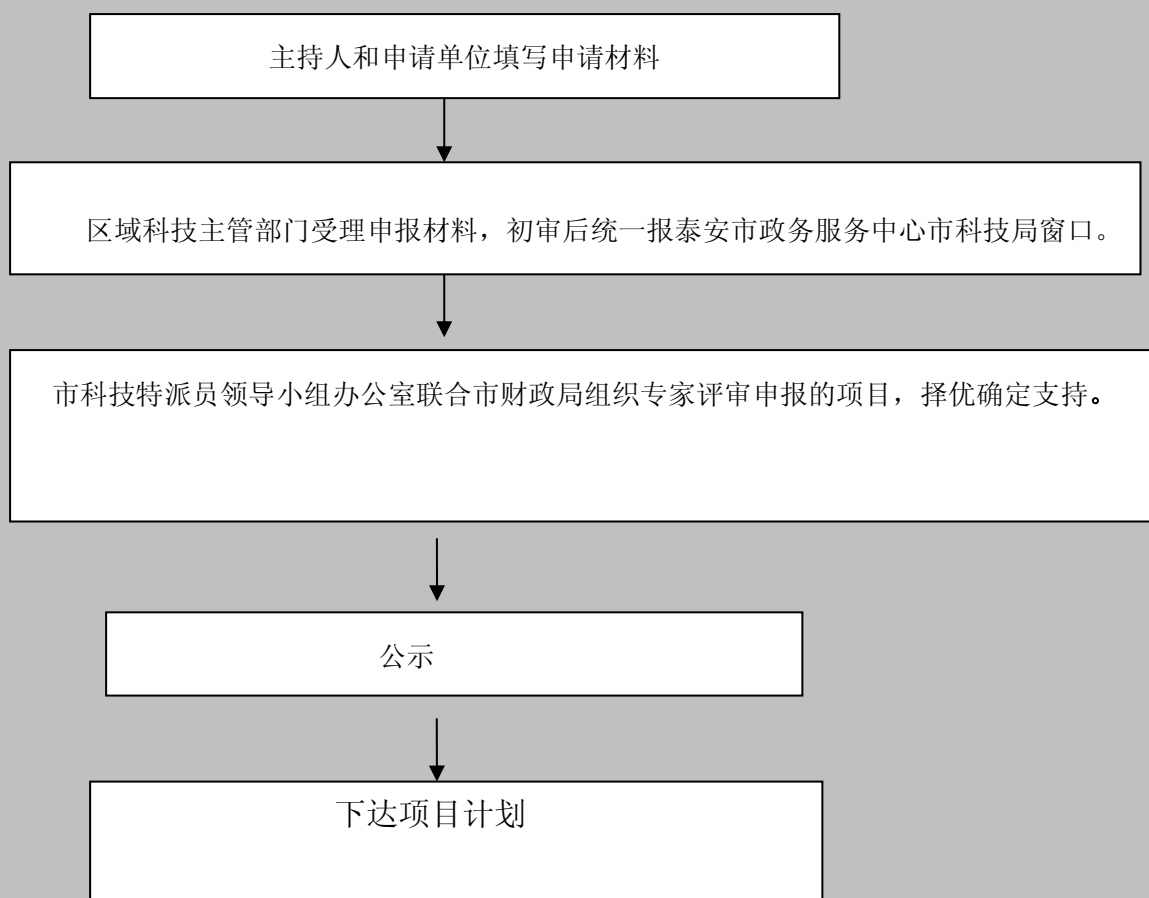 主持人和申请单位填写申请材料
区域科技主管部门受理申报材料，初审后统一报泰安市政务服务中心市科技局窗口。
市科技特派员领导小组办公室联合市财政局组织专家评审申报的项目，择优确定支持。
公示
下达项目计划